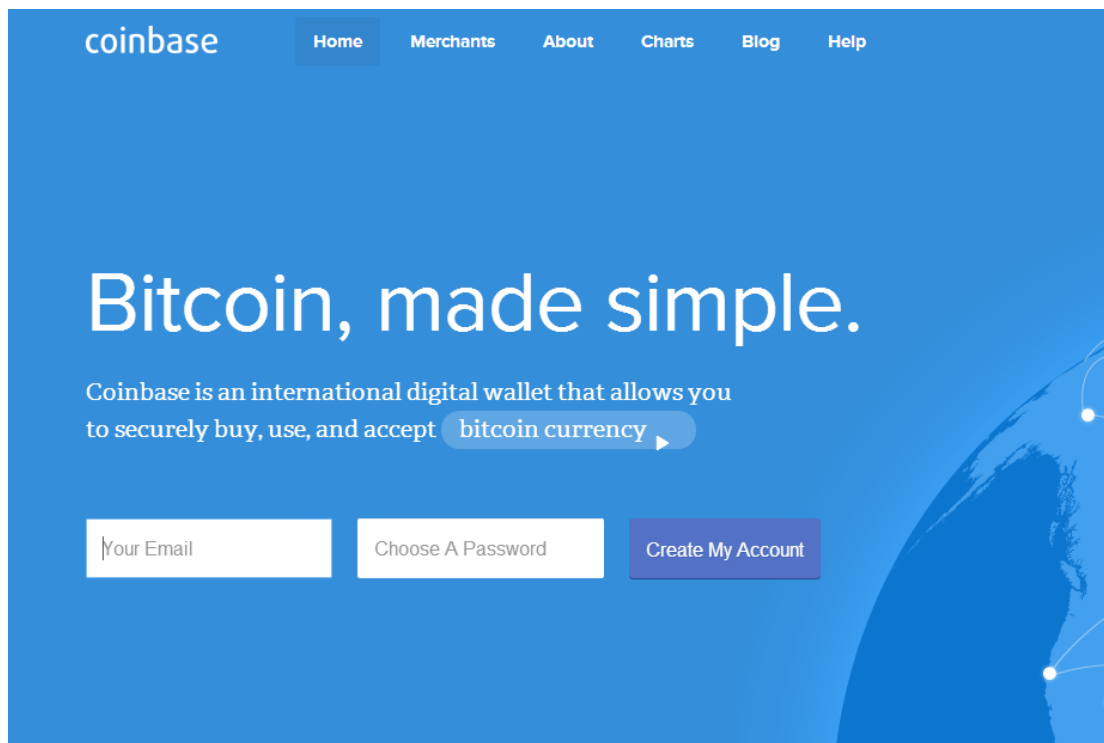 coinbase
Home Merchants About Charts Blog Help
Bitcoin, made simple.
Coinbase is an international digital wallet that allows you
to securely buy, use, and accept bitcoin currency
Your Email Choose A Password Create My Account